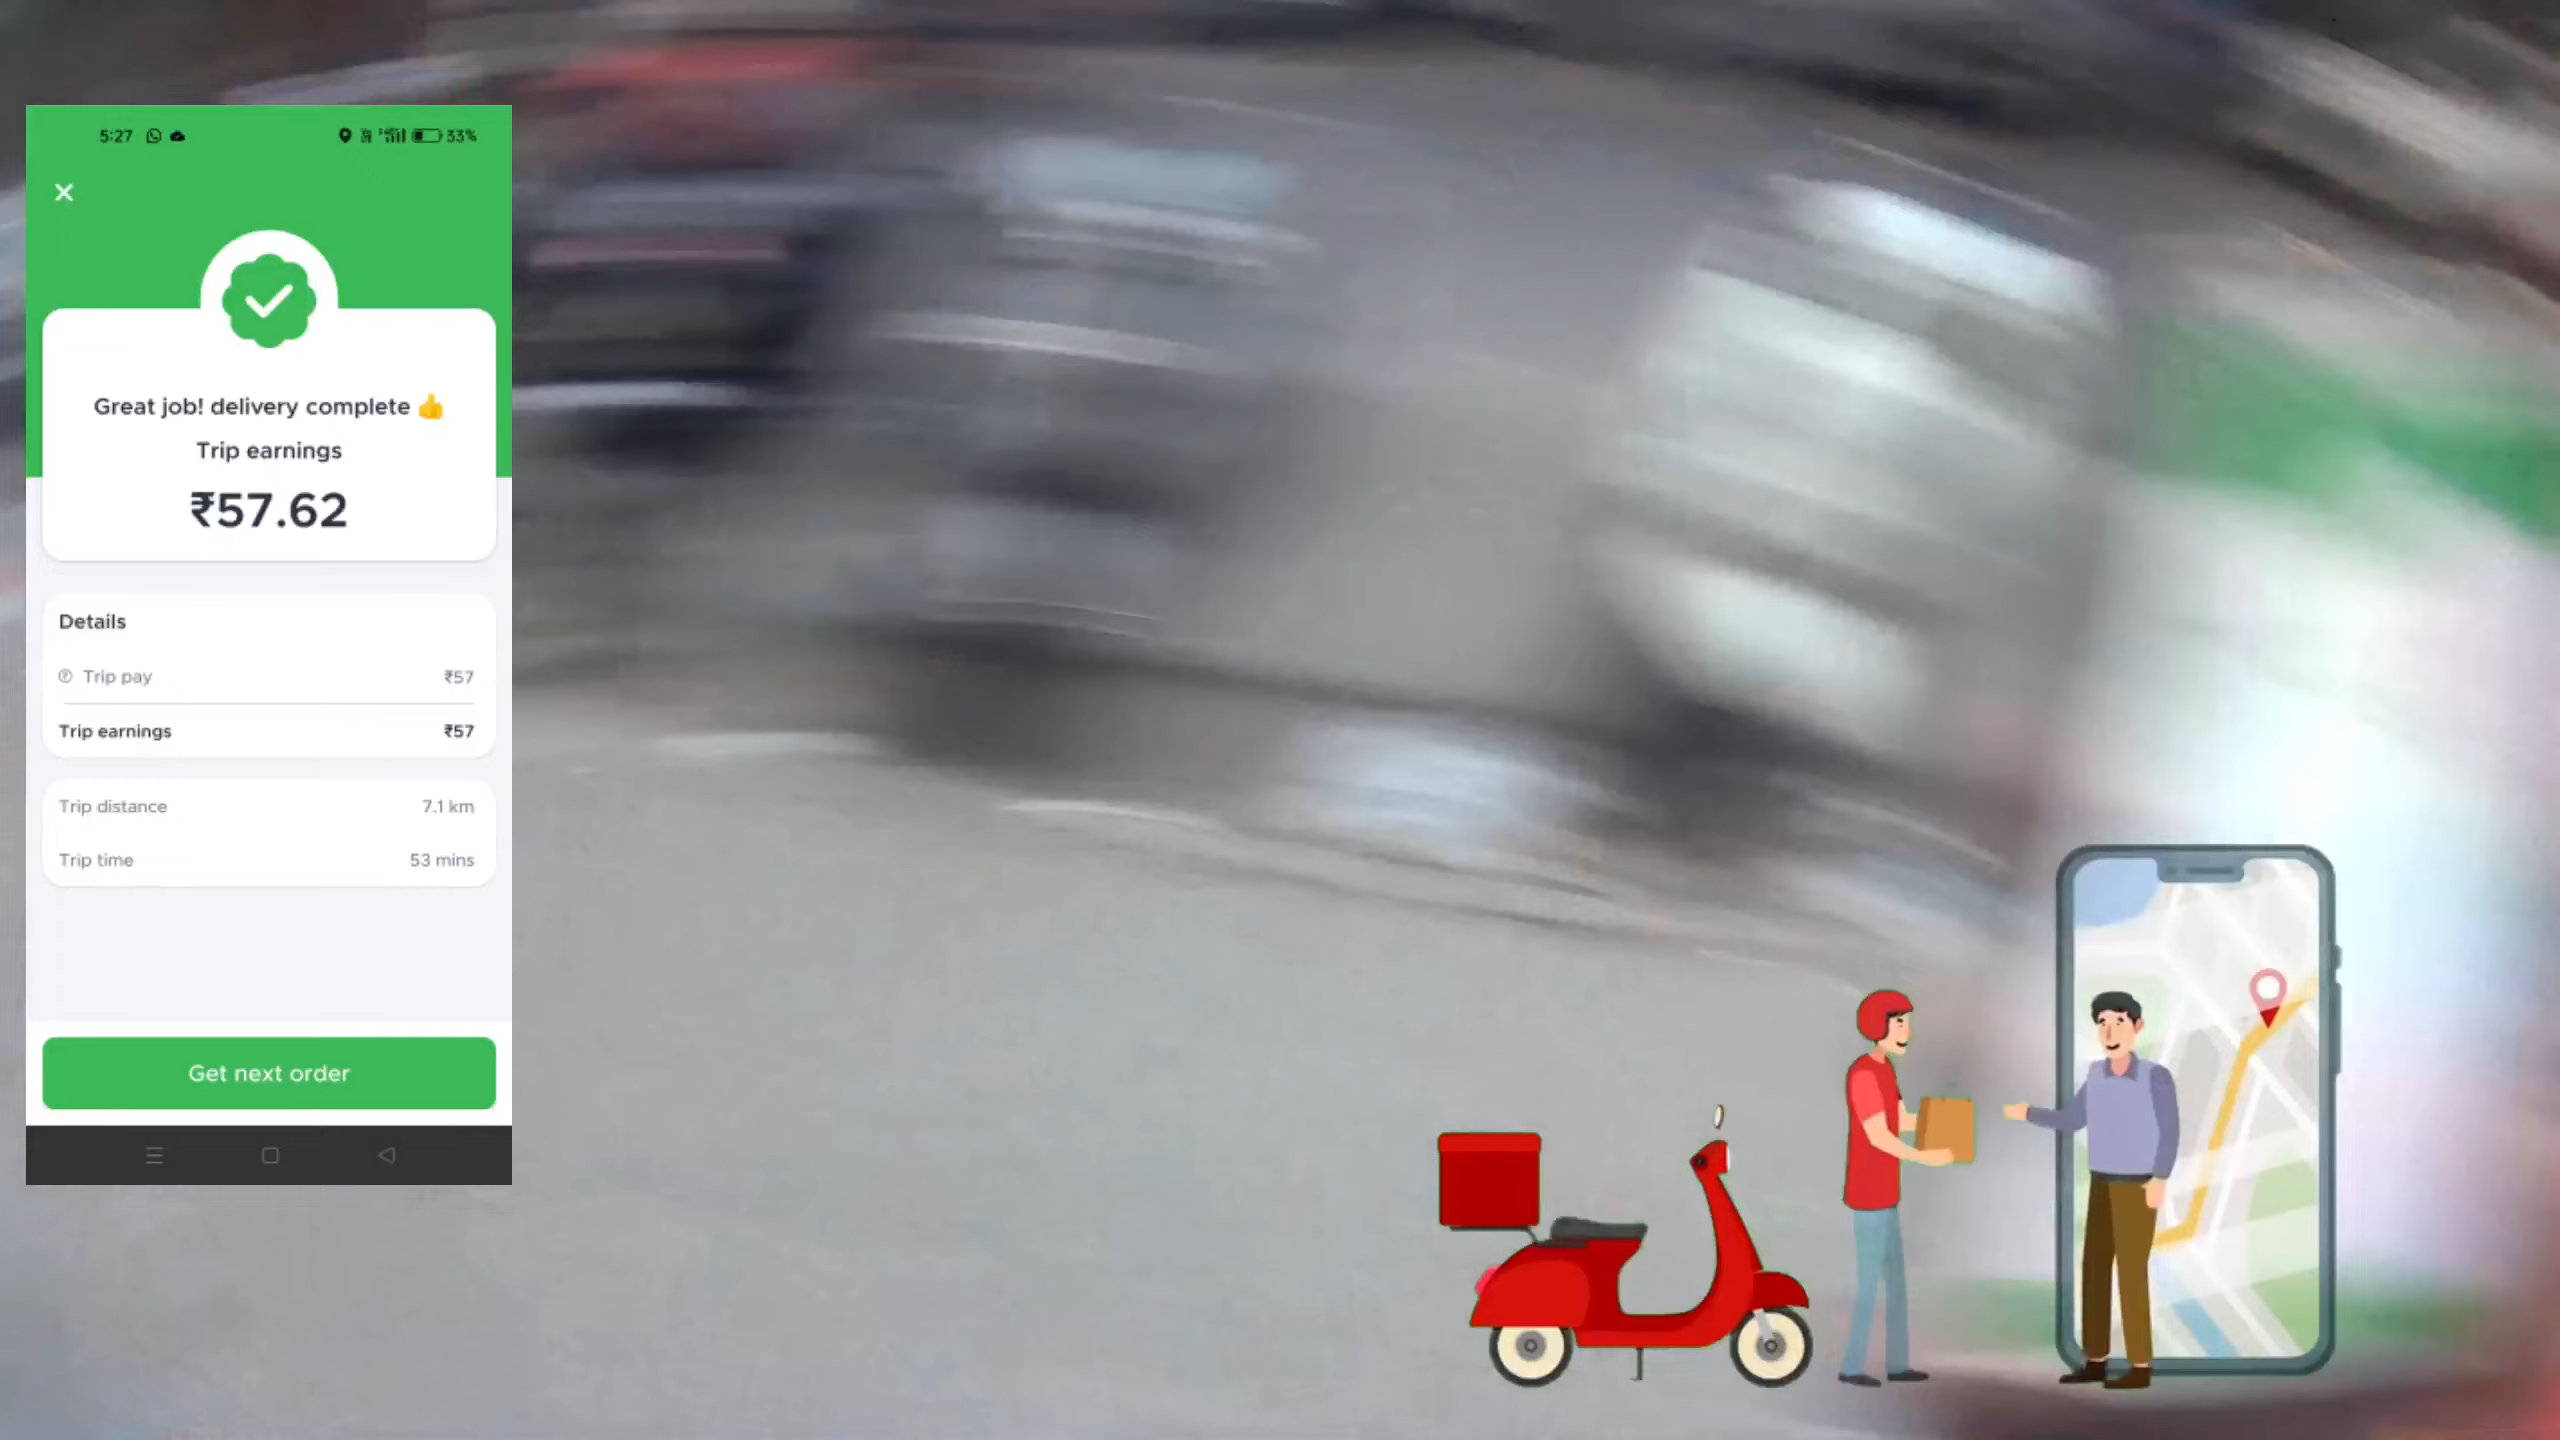 5:27
33%
Great job! delivery complete 👍
Trip earnings
₹57.62
Details
Trip pay ₹57
Trip earnings ₹57
Trip distance 7.1 km
Trip time 53 mins
Get next order